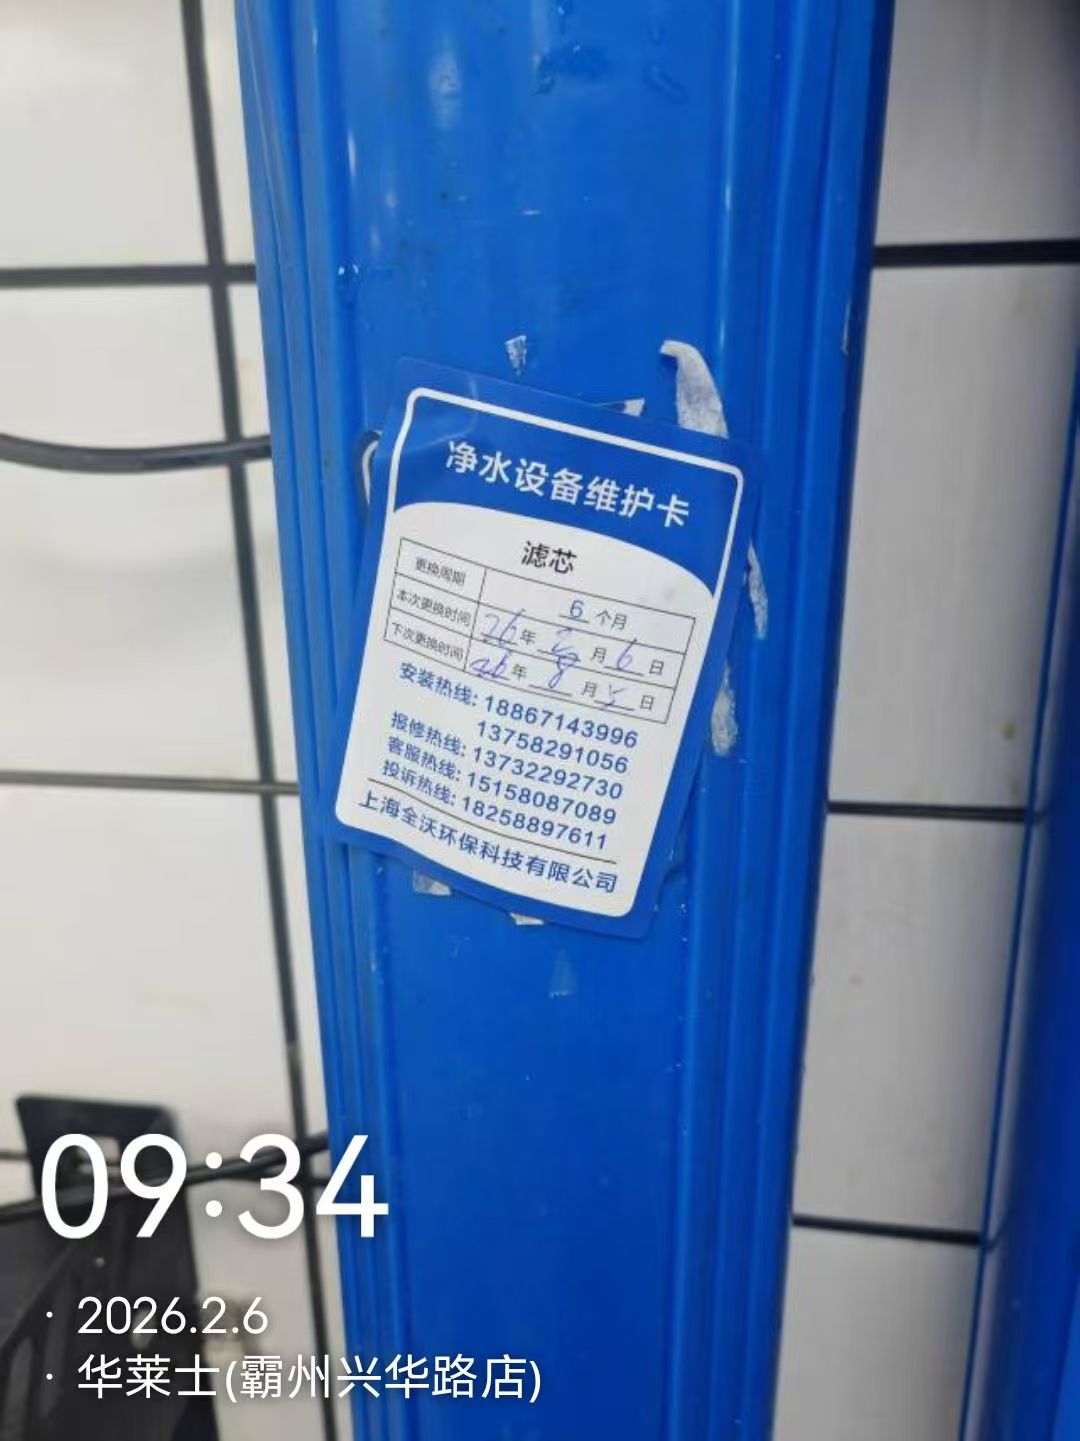 净水设备维护卡
滤芯
更换周期 6 个月
本次更换时间 26年 2 月 6 日
下次更换时间 26年 8 月 5 日
安装热线: 18867143996
13758291056
报修热线: 13732292730
客服热线: 15158087089
投诉热线: 18258897611
上海全沃环保科技有限公司
09:34
· 2026.2.6
· 华莱士(霸州兴华路店)